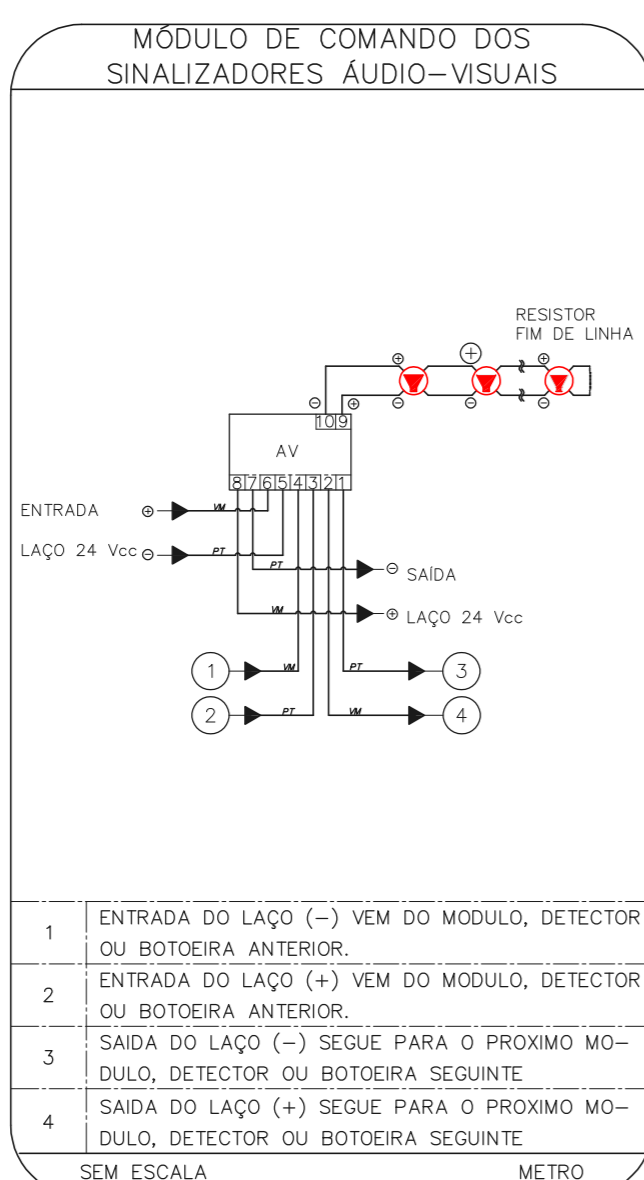 MÓDULO DE COMANDO DOS
SINALIZADORES ÁUDIO-VISUAIS
RESISTOR
FIM DE LINHA
+ + +
- + - - -
10 9
AV
8 7 6 5 4 3 2 1
ENTRADA + VM
LAÇO 24 Vcc - PT
PT - SAÍDA
VM + LAÇO 24 Vcc
1 VM PT 3
2 PT VM 4
1 ENTRADA DO LAÇO (-) VEM DO MODULO, DETECTOR
OU BOTOEIRA ANTERIOR.
2 ENTRADA DO LAÇO (+) VEM DO MODULO, DETECTOR
OU BOTOEIRA ANTERIOR.
3 SAIDA DO LAÇO (-) SEGUE PARA O PROXIMO MO-
DULO, DETECTOR OU BOTOEIRA SEGUINTE
4 SAIDA DO LAÇO (+) SEGUE PARA O PROXIMO MO-
DULO, DETECTOR OU BOTOEIRA SEGUINTE
SEM ESCALA METRO